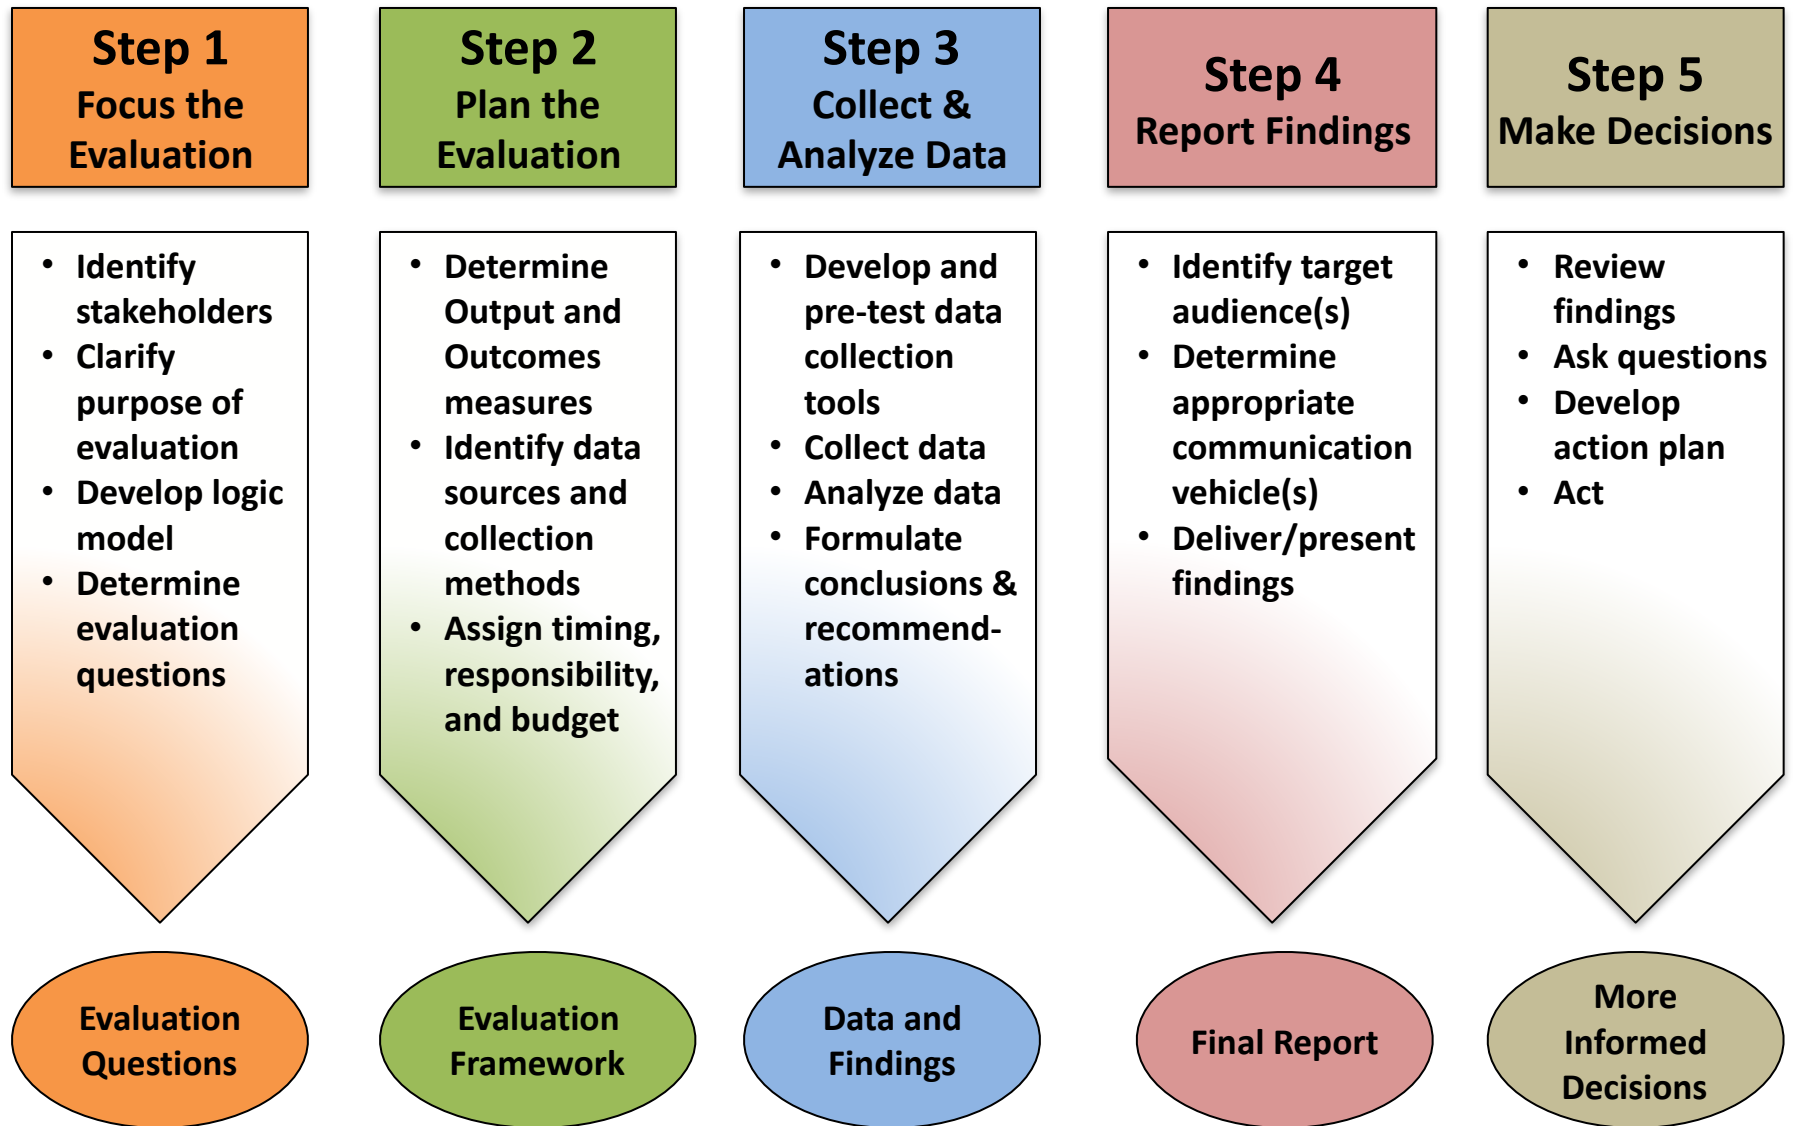 Step 1
Focus the
Evaluation
Step 2
Plan the
Evaluation
Step 3
Collect &
Analyze Data
Step 4
Report Findings
Step 5
Make Decisions
• Identify
stakeholders
• Clarify
purpose of
evaluation
• Develop logic
model
• Determine
evaluation
questions
• Determine
Output and
Outcomes
measures
• Identify data
sources and
collection
methods
• Assign timing,
responsibility,
and budget
• Develop and
pre-test data
collection
tools
• Collect data
• Analyze data
• Formulate
conclusions &
recommend-
ations
• Identify target
audience(s)
• Determine
appropriate
communication
vehicle(s)
• Deliver/present
findings
• Review
findings
• Ask questions
• Develop
action plan
• Act
Evaluation
Questions
Evaluation
Framework
Data and
Findings
Final Report
More
Informed
Decisions